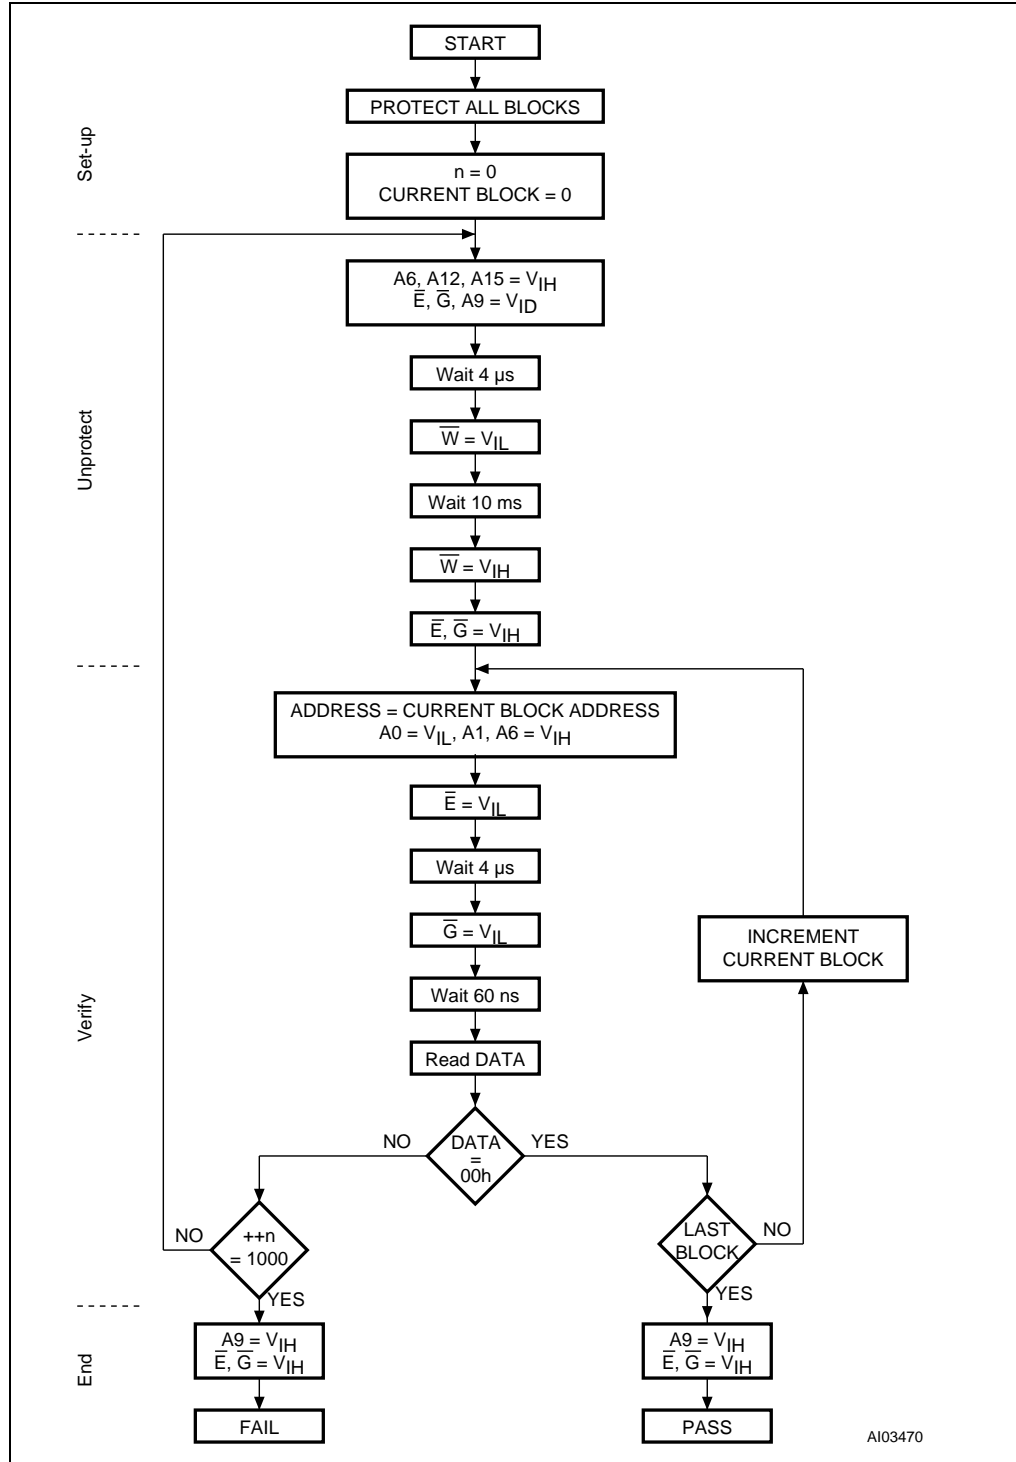 START
PROTECT ALL BLOCKS
Set-up
n = 0
CURRENT BLOCK = 0
A6, A12, A15 = VIH
E̅, G̅, A9 = VID
Wait 4 µs
Unprotect
W̅ = VIL
Wait 10 ms
W̅ = VIH
E̅, G̅ = VIH
ADDRESS = CURRENT BLOCK ADDRESS
A0 = VIL, A1, A6 = VIH
E̅ = VIL
Wait 4 µs
G̅ = VIL
INCREMENT
CURRENT BLOCK
Wait 60 ns
Verify
Read DATA
NO
DATA
=
00h
YES
NO
++n
= 1000
YES
LAST
BLOCK
NO
YES
End
A9 = VIH
E̅, G̅ = VIH
FAIL
A9 = VIH
E̅, G̅ = VIH
PASS
AI03470